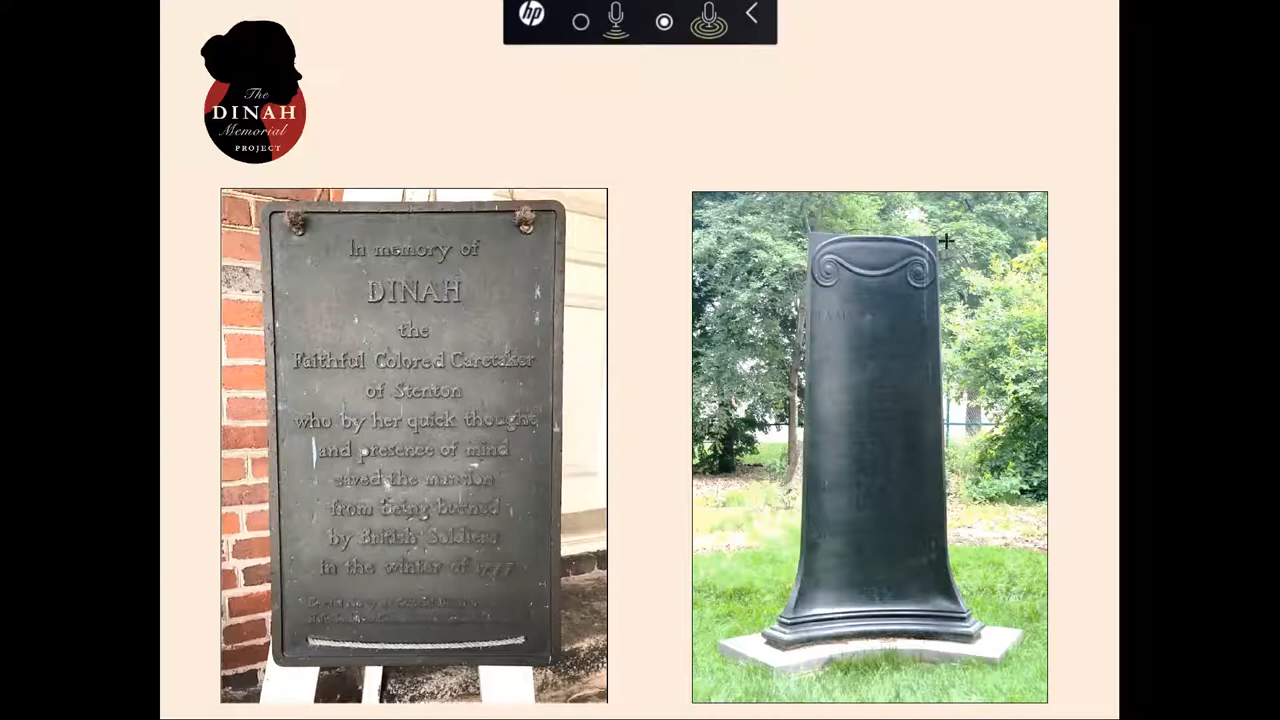 hp
The
DINAH
Memorial
PROJECT
In memory of
DINAH
the
Faithful Colored Caretaker
of Stenton
who by her quick thought
and presence of mind
saved the mansion
from being burned
by British Soldiers
in the winter of 1777